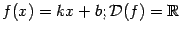 f(x) = kx + b; 𝒟(f) = ℝ